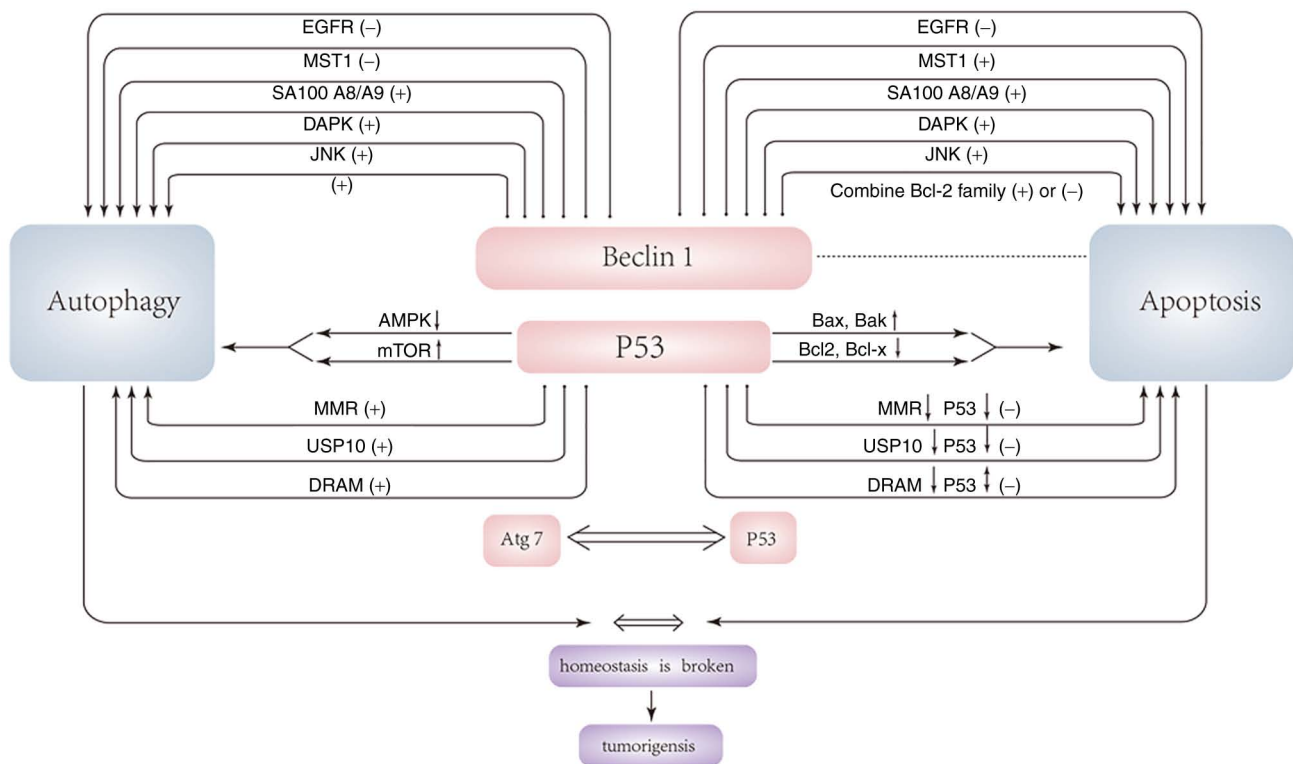 EGFR (−)
MST1 (−)
SA100 A8/A9 (+)
DAPK (+)
JNK (+)
(+)
EGFR (−)
MST1 (+)
SA100 A8/A9 (+)
DAPK (+)
JNK (+)
Combine Bcl-2 family (+) or (−)
Autophagy
Beclin 1
Apoptosis
AMPK↓
mTOR↑
P53
Bax, Bak↑
Bcl2, Bcl-x ↓
MMR (+)
USP10 (+)
DRAM (+)
MMR↓ P53↓ (−)
USP10 ↓ P53↓ (−)
DRAM ↓ P53 ↕ (−)
Atg 7
P53
homeostasis is broken
tumorigensis